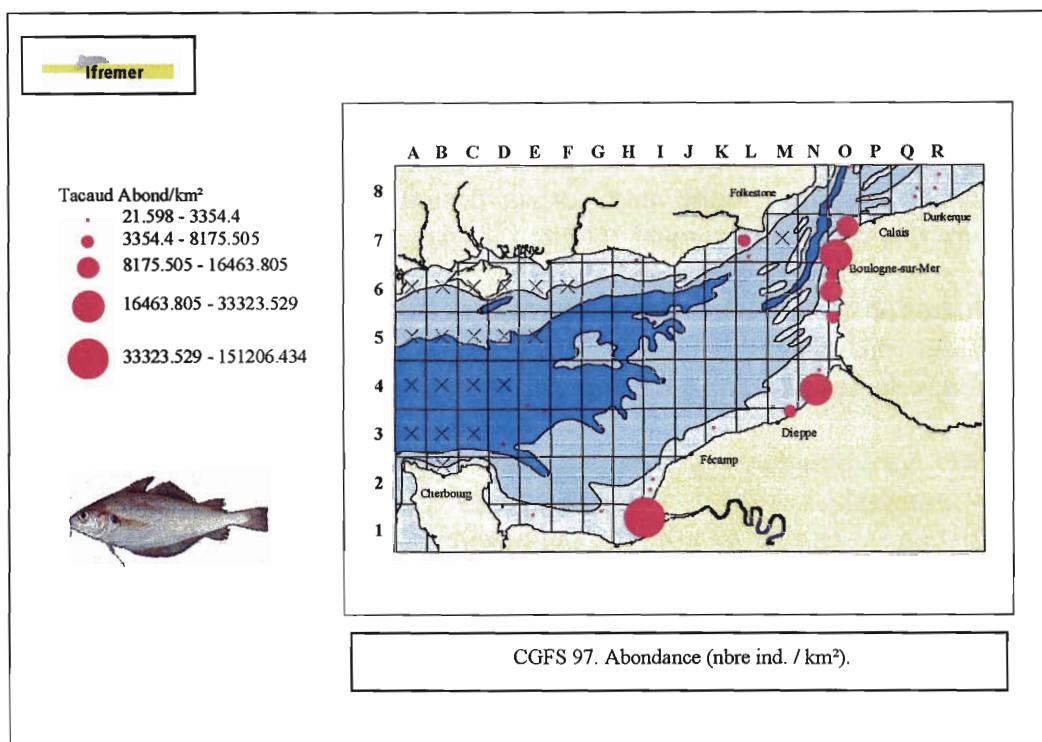 Ifremer
Tacaud Abond/km²
21.598 - 3354.4
3354.4 - 8175.505
8175.505 - 16463.805
16463.805 - 33323.529
33323.529 - 151206.434
A B C D E F G H I J K L M N O P Q R
8
7
6
5
4
3
2
1
Folkestone
Dunkerque
Calais
Boulogne-sur-Mer
Dieppe
Fécamp
Cherbourg
CGFS 97. Abondance (nbre ind. / km²).